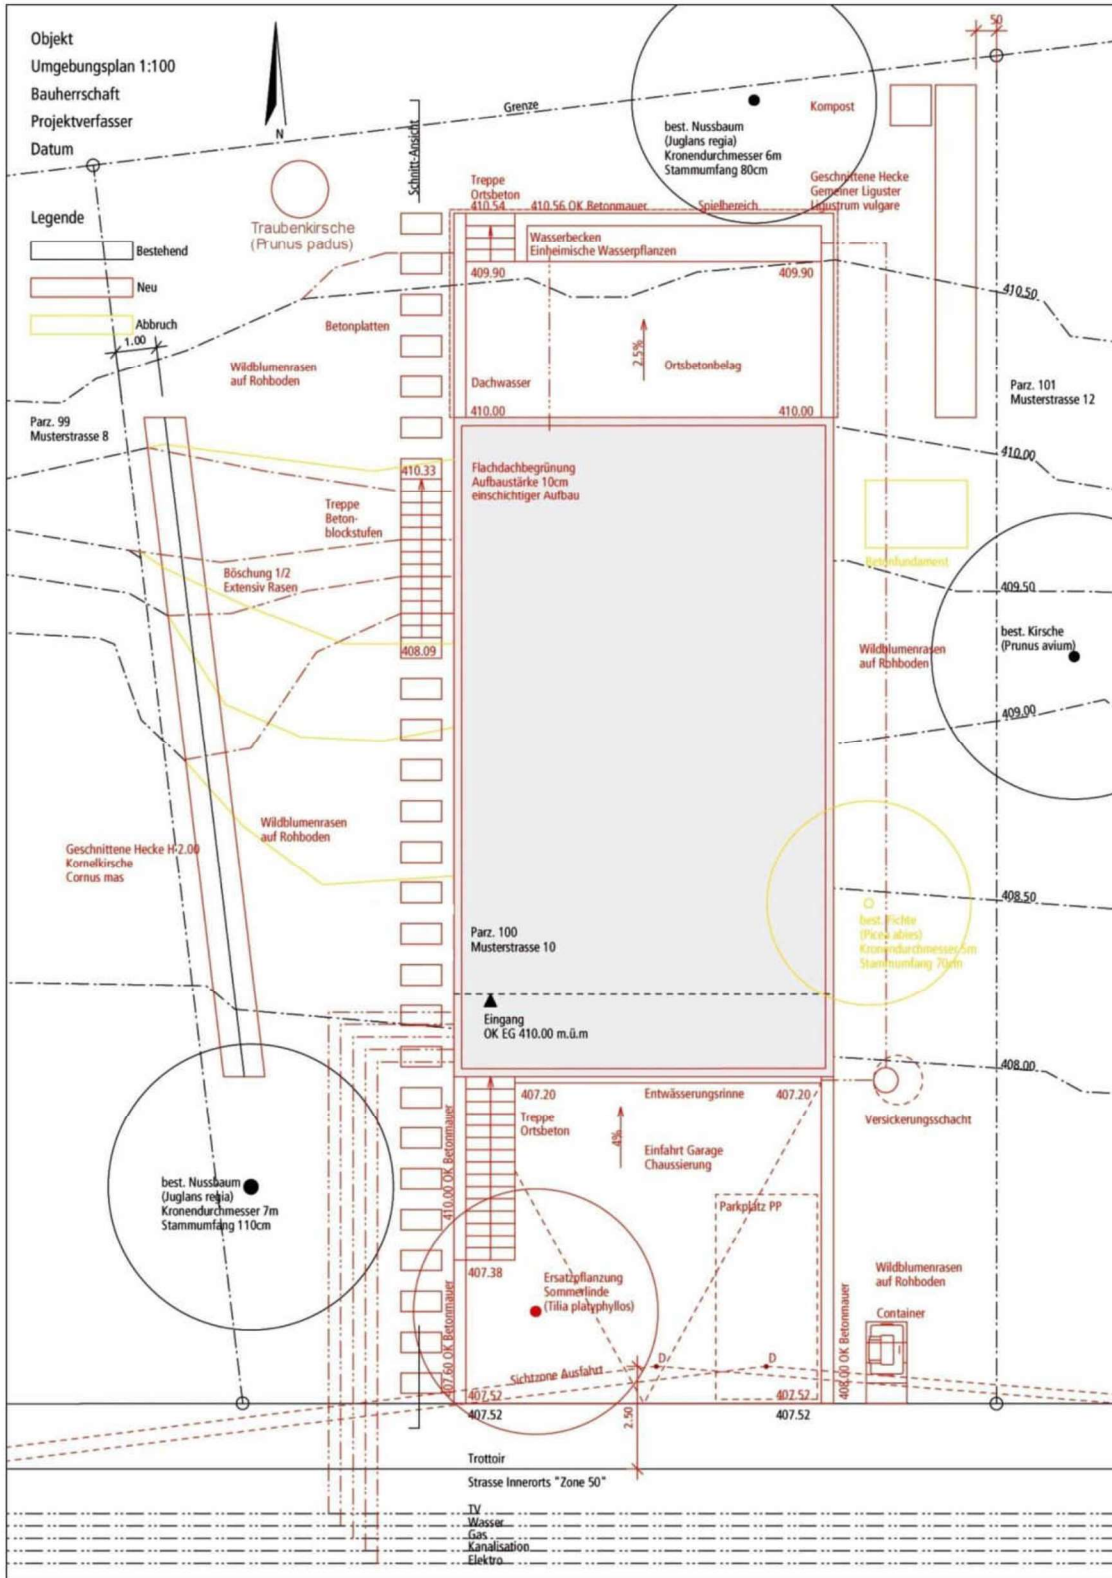 Objekt
Umgebungsplan 1:100
Bauherrschaft
Projektverfasser
Datum
N
Schnitt-Ansicht
Grenze
50
best. Nussbaum
(Juglans regia)
Kronendurchmesser 6m
Stammumfang 80cm
Kompost
Geschnittene Hecke
Gemeiner Liguster
Ligustrum vulgare
Legende
Bestehend
Neu
Abbruch
Traubenkirsche
(Prunus padus)
Treppe
Ortsbeton
410.54
410.56 OK Betonmauer
Spielbereich
Wasserbecken
Einheimische Wasserpflanzen
409.90
409.90
410.50
1.00
Betonplatten
2.5%
Ortsbetonbelag
Wildblumenrasen
auf Rohboden
Dachwasser
410.00
410.00
Parz. 101
Musterstrasse 12
Parz. 99
Musterstrasse 8
410.00
410.33
Flachdachbegrünung
Aufbaustärke 10cm
einschichtiger Aufbau
Treppe
Beton-
blockstufen
Betonfundament
Böschung 1/2
Extensiv Rasen
409.50
408.09
Wildblumenrasen
auf Rohboden
best. Kirsche
(Prunus avium)
409.00
Wildblumenrasen
auf Rohboden
Geschnittene Hecke H 2.00
Kornelkirsche
Cornus mas
408.50
best. Fichte
(Picea abies)
Kronendurchmesser 5m
Stammumfang 70cm
Parz. 100
Musterstrasse 10
Eingang
OK EG 410.00 m.ü.m
408.00
407.20
Entwässerungsrinne
407.20
Treppe
Ortsbeton
4%
Versickerungsschacht
410.00 OK Betonmauer
Einfahrt Garage
Chaussierung
best. Nussbaum
(Juglans regia)
Kronendurchmesser 7m
Stammumfang 110cm
Parkplatz PP
407.38
Ersatzpflanzung
Sommerlinde
(Tilia platyphyllos)
Wildblumenrasen
auf Rohboden
Container
407.60 OK Betonmauer
408.00 OK Betonmauer
D
D
Sichtzone Ausfahrt
407.52
407.52
407.52
407.52
2.50
Trottoir
Strasse Innerorts "Zone 50"
TV
Wasser
Gas
Kanalisation
Elektro